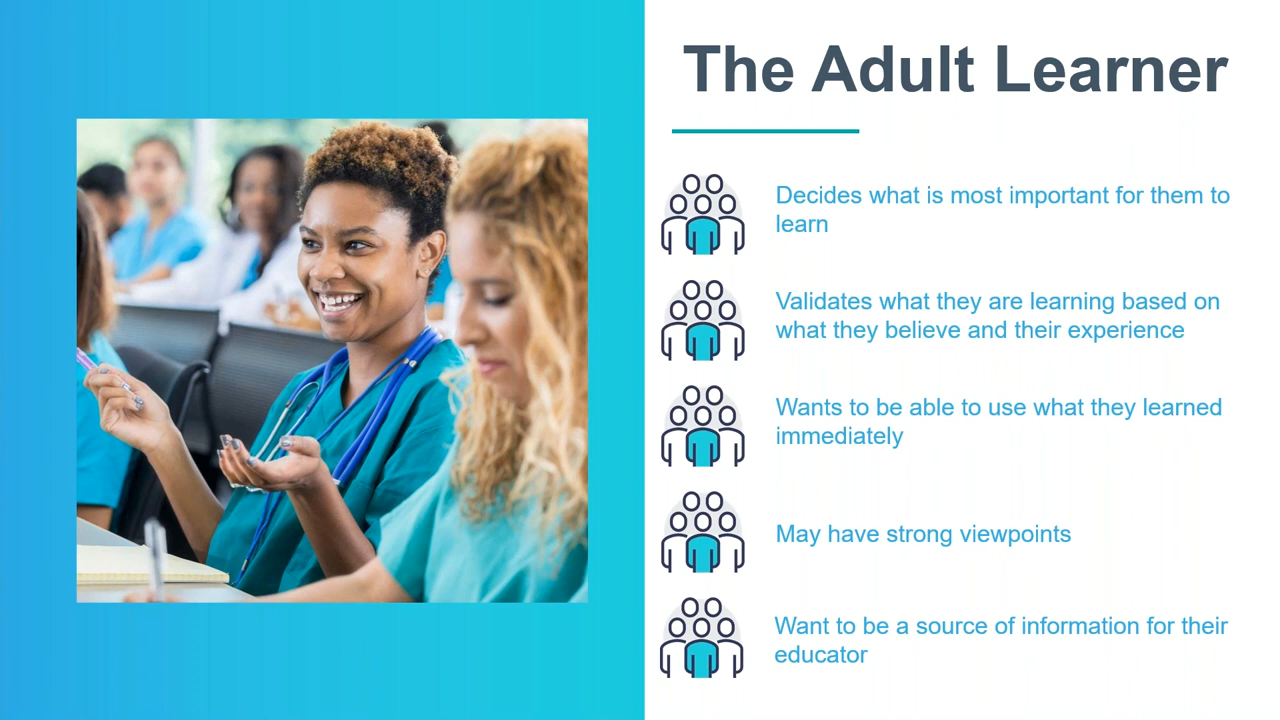 The Adult Learner
Decides what is most important for them to
learn
Validates what they are learning based on
what they believe and their experience
Wants to be able to use what they learned
immediately
May have strong viewpoints
Want to be a source of information for their
educator